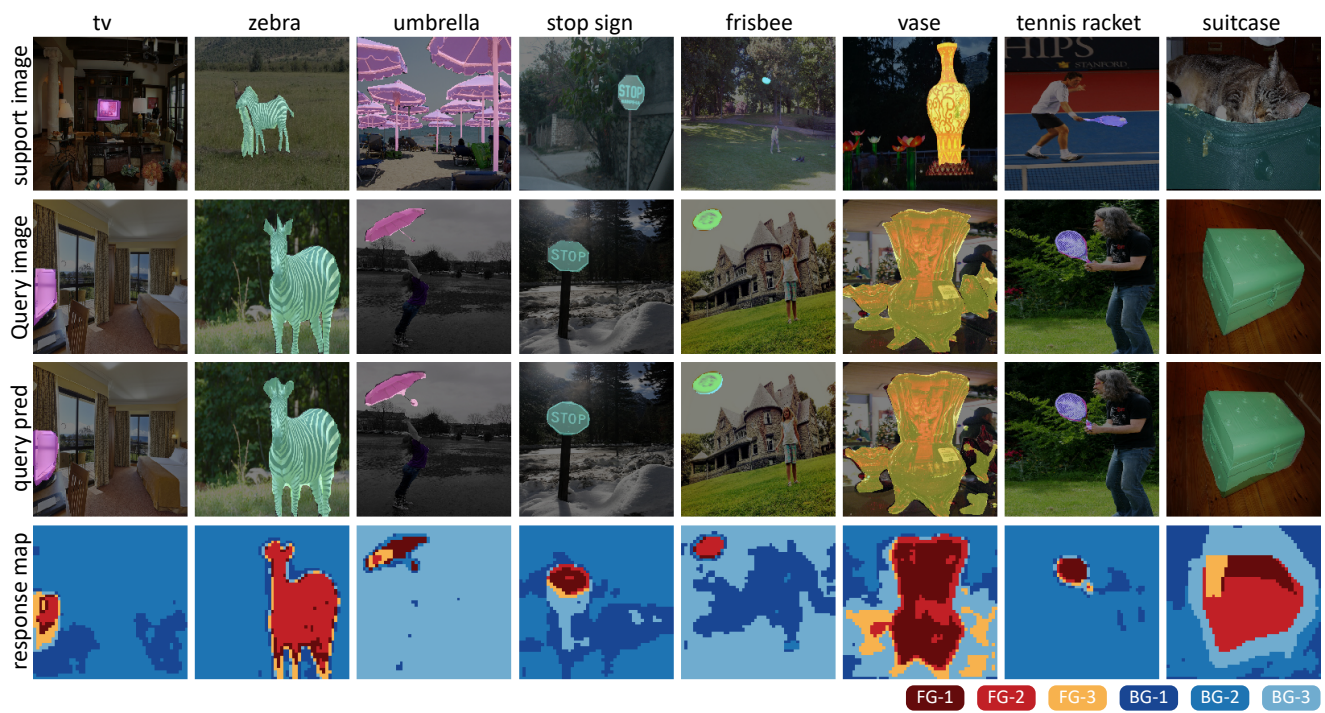 tv zebra umbrella stop sign frisbee vase tennis racket suitcase
support image
STOP
HIPS
STANFORD
Query image
STOP
query pred
STOP
response map
FG-1 FG-2 FG-3 BG-1 BG-2 BG-3